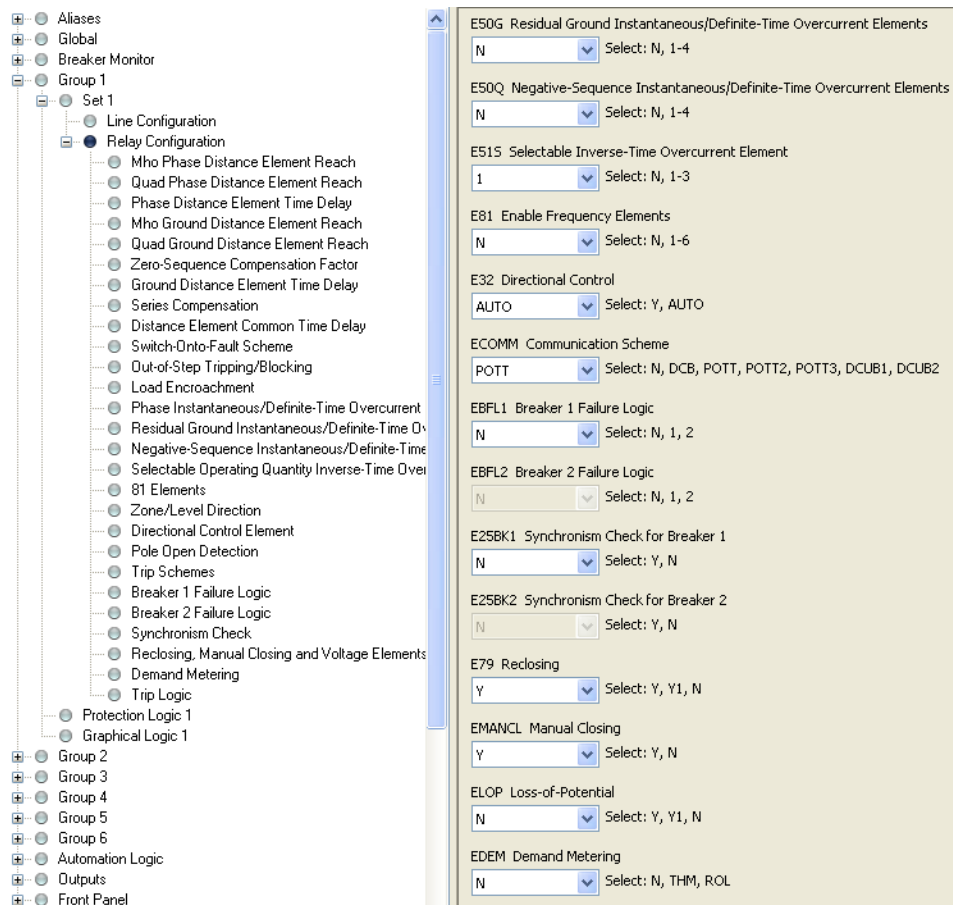 Aliases
Global
Breaker Monitor
Group 1
Set 1
Line Configuration
Relay Configuration
Mho Phase Distance Element Reach
Quad Phase Distance Element Reach
Phase Distance Element Time Delay
Mho Ground Distance Element Reach
Quad Ground Distance Element Reach
Zero-Sequence Compensation Factor
Ground Distance Element Time Delay
Series Compensation
Distance Element Common Time Delay
Switch-Onto-Fault Scheme
Out-of-Step Tripping/Blocking
Load Encroachment
Phase Instantaneous/Definite-Time Overcurrent
Residual Ground Instantaneous/Definite-Time Ov
Negative-Sequence Instantaneous/Definite-Time
Selectable Operating Quantity Inverse-Time Over
81 Elements
Zone/Level Direction
Directional Control Element
Pole Open Detection
Trip Schemes
Breaker 1 Failure Logic
Breaker 2 Failure Logic
Synchronism Check
Reclosing, Manual Closing and Voltage Elements
Demand Metering
Trip Logic
Protection Logic 1
Graphical Logic 1
Group 2
Group 3
Group 4
Group 5
Group 6
Automation Logic
Outputs
Front Panel
E50G Residual Ground Instantaneous/Definite-Time Overcurrent Elements
N Select: N, 1-4
E50Q Negative-Sequence Instantaneous/Definite-Time Overcurrent Elements
N Select: N, 1-4
E51S Selectable Inverse-Time Overcurrent Element
1 Select: N, 1-3
E81 Enable Frequency Elements
N Select: N, 1-6
E32 Directional Control
AUTO Select: Y, AUTO
ECOMM Communication Scheme
POTT Select: N, DCB, POTT, POTT2, POTT3, DCUB1, DCUB2
EBFL1 Breaker 1 Failure Logic
N Select: N, 1, 2
EBFL2 Breaker 2 Failure Logic
N Select: N, 1, 2
E25BK1 Synchronism Check for Breaker 1
N Select: Y, N
E25BK2 Synchronism Check for Breaker 2
N Select: Y, N
E79 Reclosing
Y Select: Y, Y1, N
EMANCL Manual Closing
Y Select: Y, N
ELOP Loss-of-Potential
N Select: Y, Y1, N
EDEM Demand Metering
N Select: N, THM, ROL